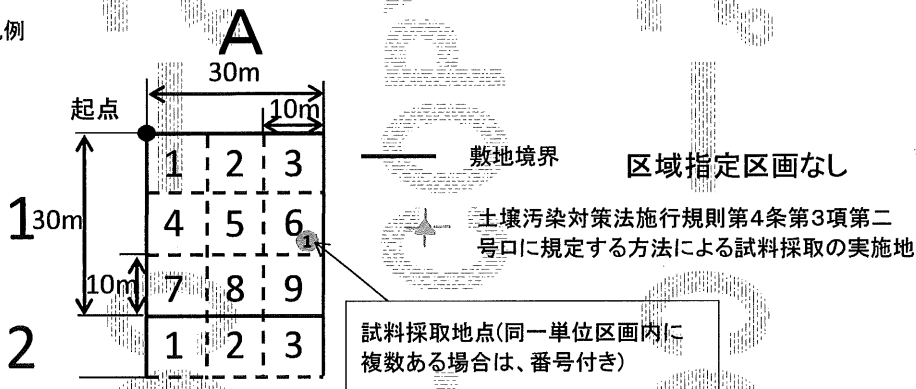 例
A
30m
10m
起点
1 2 3
敷地境界
区域指定区画なし
1
30m
4 5 6
1
土壌汚染対策法施行規則第4条第3項第二
号ロに規定する方法による試料採取の実施地
10m
7 8 9
2
1 2 3
試料採取地点(同一単位区画内に
複数ある場合は、番号付き)